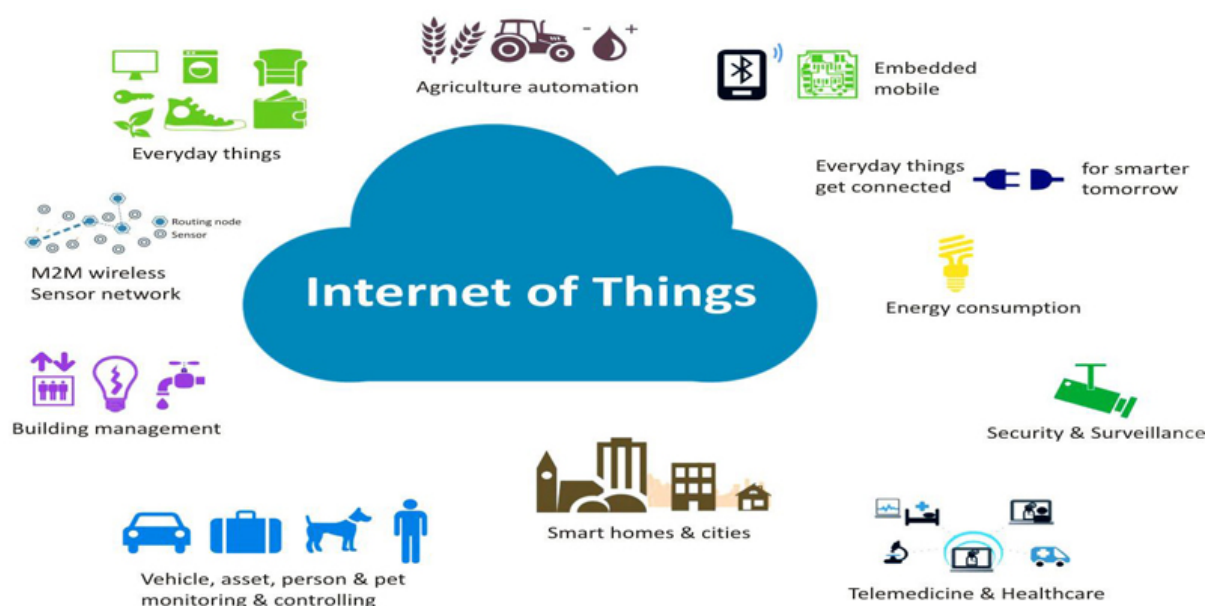 Agriculture automation
Embedded
mobile
Everyday things
Everyday things
get connected
for smarter
tomorrow
Routing node
Sensor
M2M wireless
Sensor network
Internet of Things
Energy consumption
Building management
Security & Surveillance
Smart homes & cities
Vehicle, asset, person & pet
monitoring & controlling
Telemedicine & Healthcare